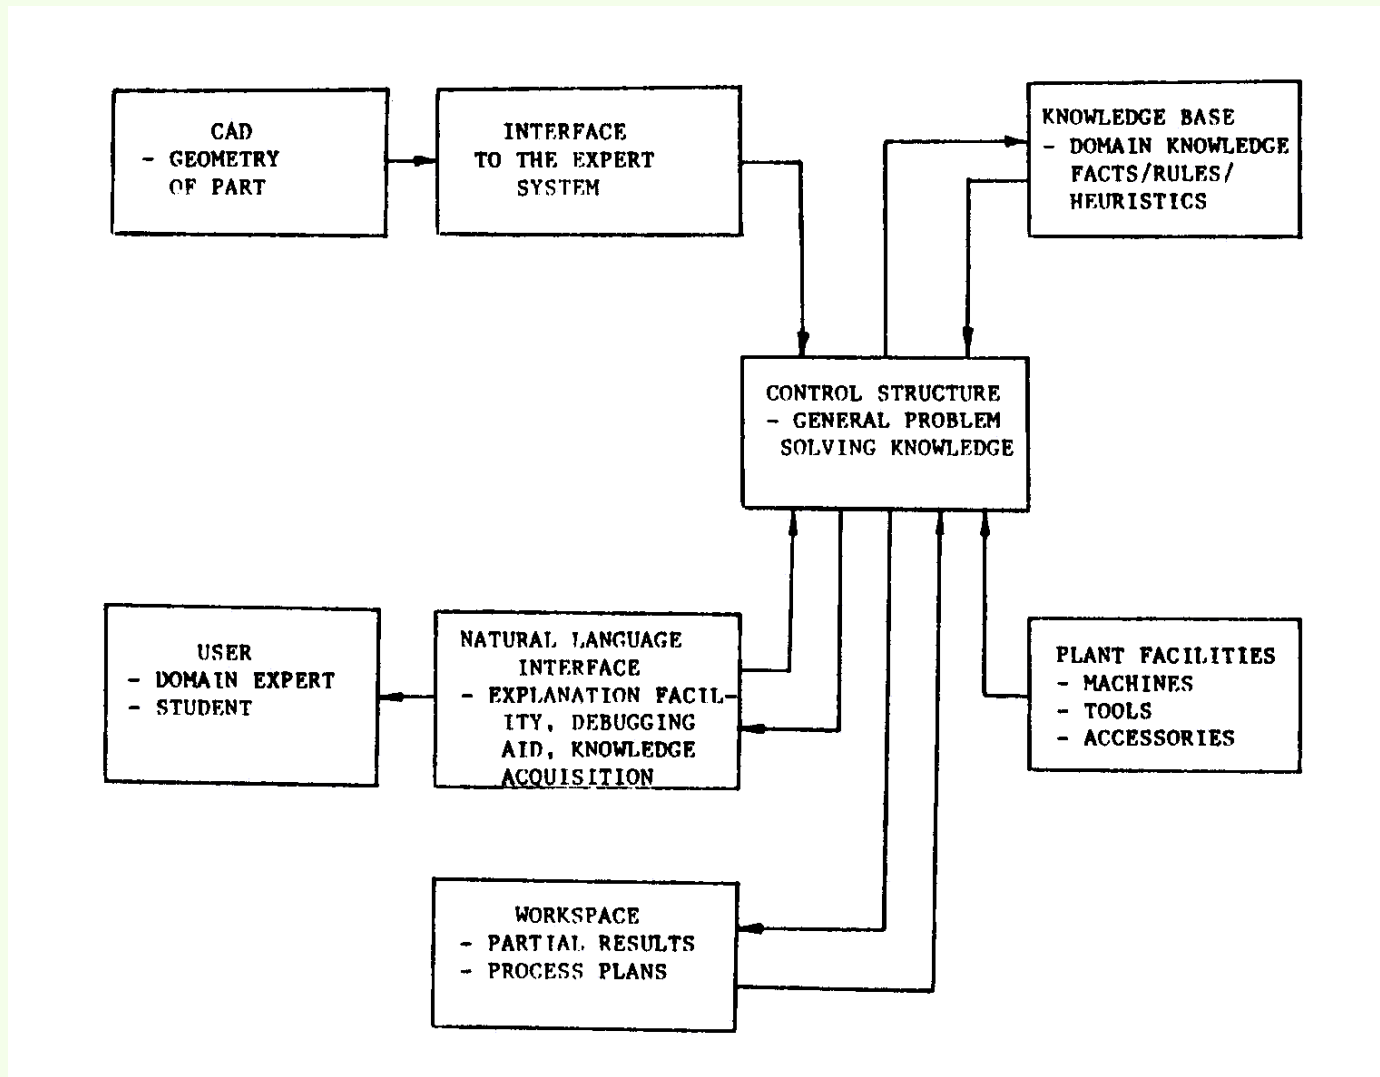 CAD
- GEOMETRY
OF PART
INTERFACE
TO THE EXPERT
SYSTEM
KNOWLEDGE BASE
- DOMAIN KNOWLEDGE
FACTS/RULES/
HEURISTICS
CONTROL STRUCTURE
- GENERAL PROBLEM
SOLVING KNOWLEDGE
USER
- DOMAIN EXPERT
- STUDENT
NATURAL LANGUAGE
INTERFACE
- EXPLANATION FACIL-
ITY, DEBUGGING
AID, KNOWLEDGE
ACQUISITION
PLANT FACILITIES
- MACHINES
- TOOLS
- ACCESSORIES
WORKSPACE
- PARTIAL RESULTS
- PROCESS PLANS